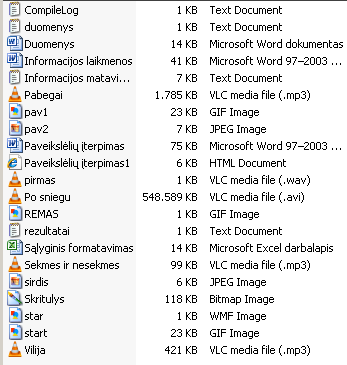 CompileLog 1 KB Text Document
duomenys 1 KB Text Document
Duomenys 14 KB Microsoft Word dokumentas
Informacijos laikmenos 41 KB Microsoft Word 97–2003 ...
Informacijos matavi... 7 KB Text Document
Pabegai 1.785 KB VLC media file (.mp3)
pav1 23 KB GIF Image
pav2 7 KB JPEG Image
Paveikslėlių įterpimas 75 KB Microsoft Word 97–2003 ...
Paveikslėlių įterpimas1 6 KB HTML Document
pirmas 1 KB VLC media file (.wav)
Po sniegu 548.589 KB VLC media file (.avi)
REMAS 1 KB GIF Image
rezultatai 1 KB Text Document
Sąlyginis formatavimas 14 KB Microsoft Excel darbalapis
Sekmes ir nesekmes 99 KB VLC media file (.mp3)
sirdis 6 KB JPEG Image
Skritulys 118 KB Bitmap Image
star 1 KB WMF Image
start 23 KB GIF Image
Vilija 421 KB VLC media file (.mp3)